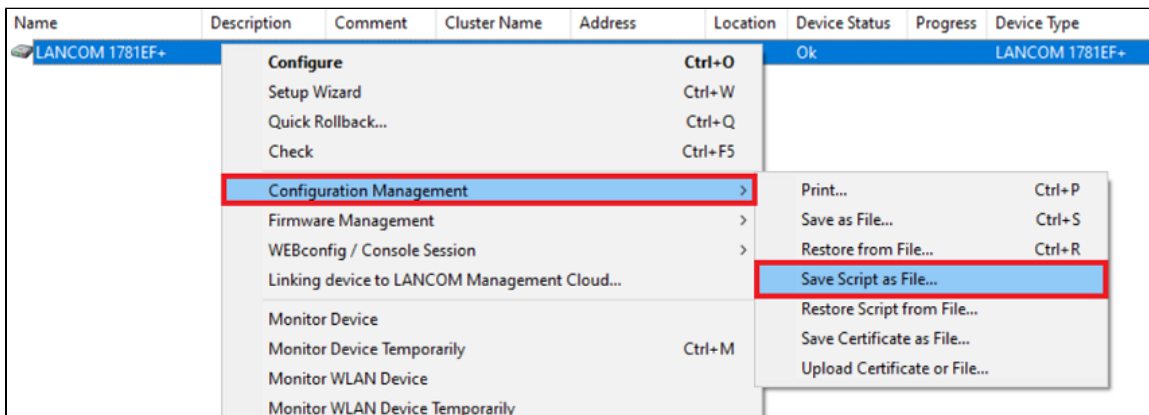 Name Description Comment Cluster Name Address Location Device Status Progress Device Type
LANCOM 1781EF+ Ok LANCOM 1781EF+
Configure Ctrl+O
Setup Wizard Ctrl+W
Quick Rollback... Ctrl+Q
Check Ctrl+F5
Configuration Management >
Firmware Management >
WEBconfig / Console Session >
Linking device to LANCOM Management Cloud...
Monitor Device
Monitor Device Temporarily Ctrl+M
Monitor WLAN Device
Monitor WLAN Device Temporarily
Print... Ctrl+P
Save as File... Ctrl+S
Restore from File... Ctrl+R
Save Script as File...
Restore Script from File...
Save Certificate as File...
Upload Certificate or File...